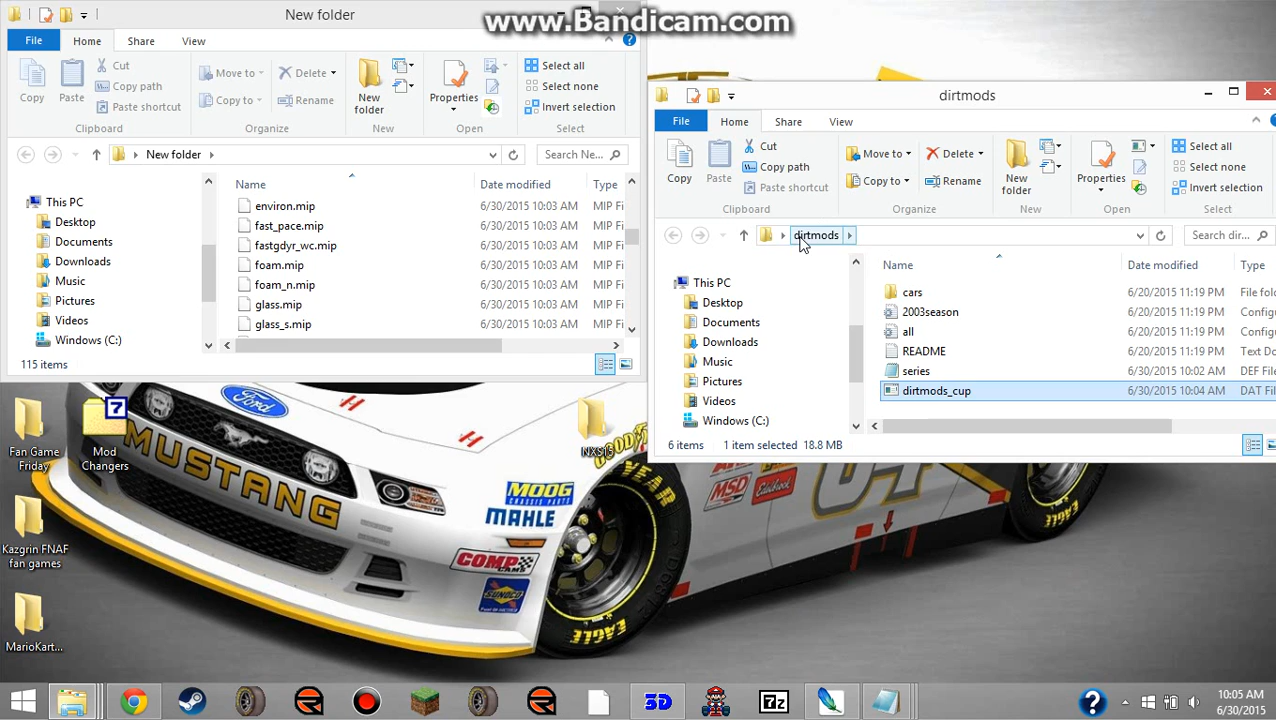 www.Bandicam.com
New folder
File Home Share View
Copy
Paste
Cut
Copy path
Paste shortcut
Clipboard
Move to
Copy to
Delete
Rename
Organize
New folder
New
Properties
Open
Select all
Select none
Invert selection
Select
New folder
Search Ne...
This PC
Desktop
Documents
Downloads
Music
Pictures
Videos
Windows (C:)
Name Date modified Type
environ.mip 6/30/2015 10:03 AM MIP Fi
fast_pace.mip 6/30/2015 10:03 AM MIP Fi
fastgdyr_wc.mip 6/30/2015 10:03 AM MIP Fi
foam.mip 6/30/2015 10:03 AM MIP Fi
foam_n.mip 6/30/2015 10:03 AM MIP Fi
glass.mip 6/30/2015 10:03 AM MIP Fi
glass_s.mip 6/30/2015 10:03 AM MIP Fi
115 items
dirtmods
File Home Share View
Copy
Paste
Cut
Copy path
Paste shortcut
Clipboard
Move to
Copy to
Delete
Rename
Organize
New folder
New
Properties
Open
Select all
Select none
Invert selection
Select
dirtmods
Search dir...
This PC
Desktop
Documents
Downloads
Music
Pictures
Videos
Windows (C:)
Name Date modified Type
cars 6/20/2015 11:19 PM File fol
2003season 6/20/2015 11:19 PM Config
all 6/20/2015 11:19 PM Config
README 6/20/2015 11:19 PM Text Do
series 6/30/2015 10:02 AM DEF File
dirtmods_cup 6/30/2015 10:04 AM DAT Fil
6 items 1 item selected 18.8 MB
Fan Game Friday
7
Mod Changers
NXS15
Kazgrin FNAF fan games
MarioKart...
Ford
MUSTANG
MOOG
MAHLE
COMP
CAMS
SUNOCO
GOODYEAR
EAGLE
MSD
Edelbrock
EAGLE
3D
7z
?
10:05 AM
6/30/2015